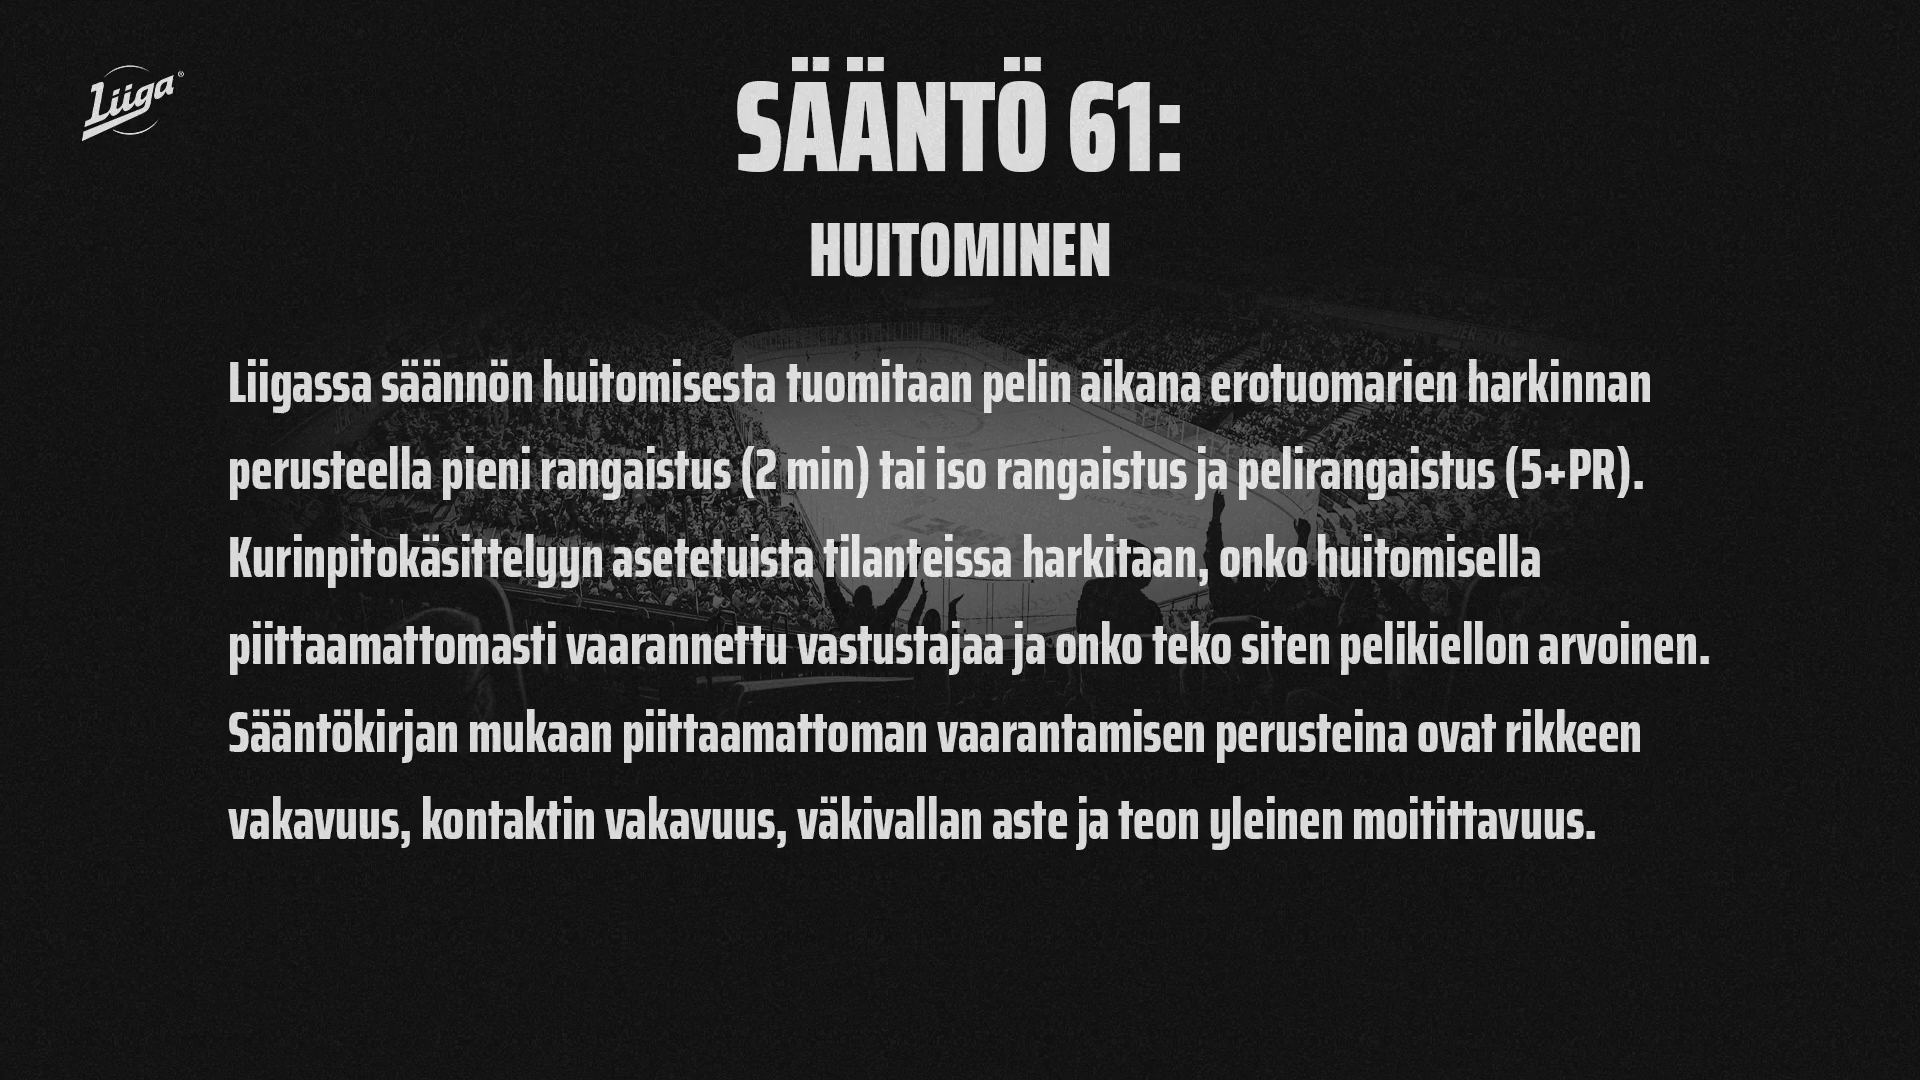 Liiga®
SÄÄNTÖ 61:
HUITOMINEN
Liigassa säännön huitomisesta tuomitaan pelin aikana erotuomarien harkinnan
perusteella pieni rangaistus (2 min) tai iso rangaistus ja pelirangaistus (5+PR).
Kurinpitokäsittelyyn asetetuista tilanteissa harkitaan, onko huitomisella
piittaamattomasti vaarannettu vastustajaa ja onko teko siten pelikiellon arvoinen.
Sääntökirjan mukaan piittaamattoman vaarantamisen perusteina ovat rikkeen
vakavuus, kontaktin vakavuus, väkivallan aste ja teon yleinen moitittavuus.